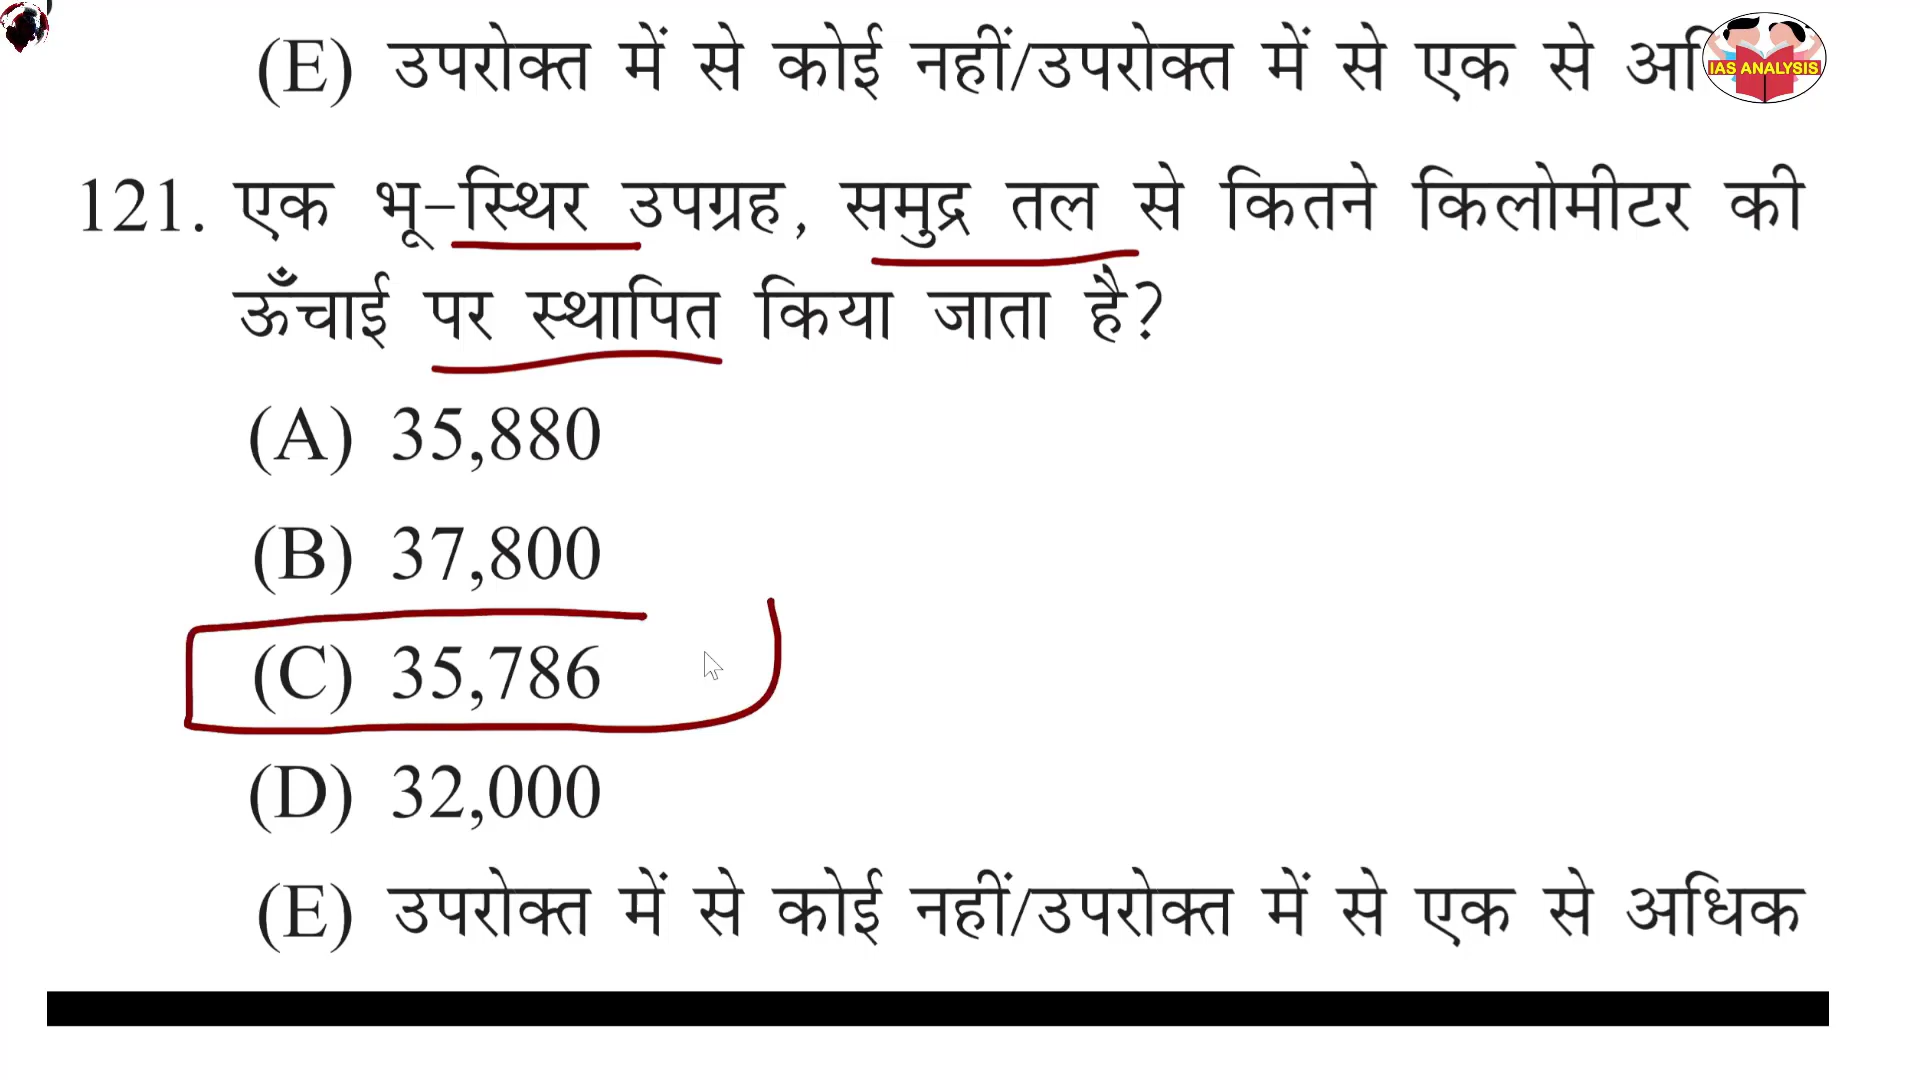 (E) उपरोक्त में से कोई नहीं/उपरोक्त में से एक से
IAS ANALYSIS
121. एक भू-स्थिर उपग्रह, समुद्र तल से कितने किलोमीटर की
ऊँचाई पर स्थापित किया जाता है?
(A) 35,880
(B) 37,800
(C) 35,786
(D) 32,000
(E) उपरोक्त में से कोई नहीं/उपरोक्त में से एक से अधिक